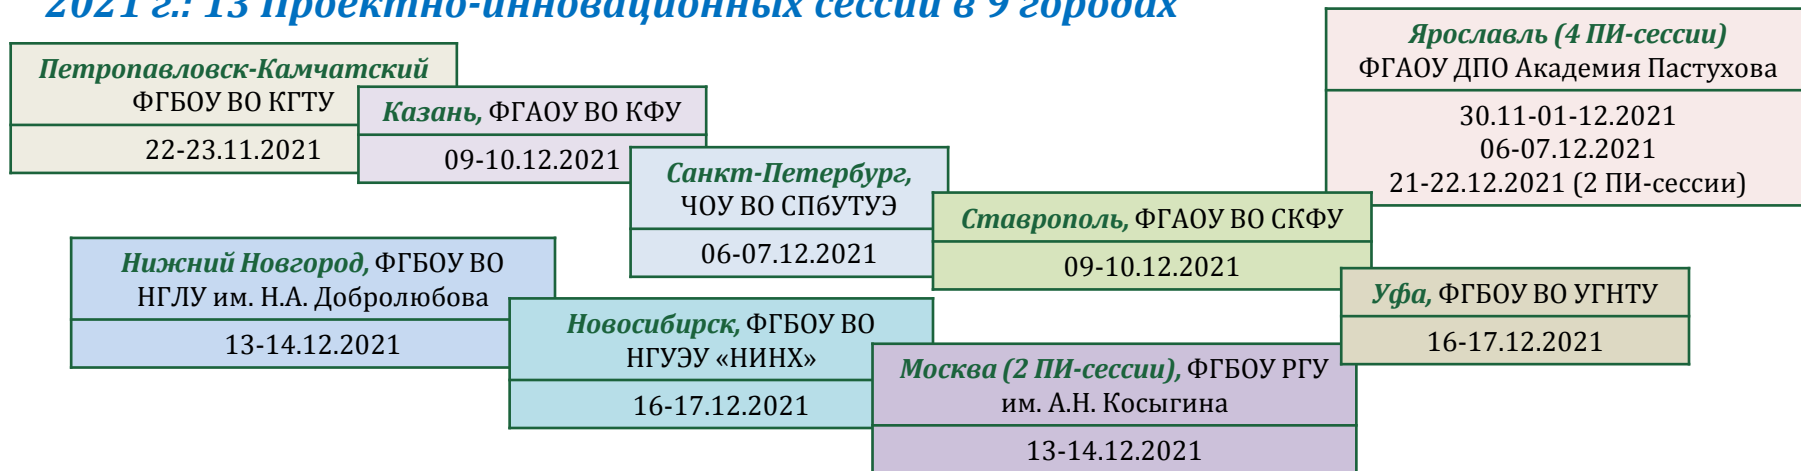 2021 г.: 13 Проектно-инновационных сессий в 9 городах
Петропавловск-Камчатский
ФГБОУ ВО КГТУ
22-23.11.2021
Казань, ФГАОУ ВО КФУ
09-10.12.2021
Санкт-Петербург,
ЧОУ ВО СПбУТУЭ
06-07.12.2021
Ставрополь, ФГАОУ ВО СКФУ
09-10.12.2021
Ярославль (4 ПИ-сессии)
ФГАОУ ДПО Академия Пастухова
30.11-01-12.2021
06-07.12.2021
21-22.12.2021 (2 ПИ-сессии)
Нижний Новгород, ФГБОУ ВО
НГЛУ им. Н.А. Добролюбова
13-14.12.2021
Новосибирск, ФГБОУ ВО
НГУЭУ «НИНХ»
16-17.12.2021
Москва (2 ПИ-сессии), ФГБОУ РГУ
им. А.Н. Косыгина
13-14.12.2021
Уфа, ФГБОУ ВО УГНТУ
16-17.12.2021